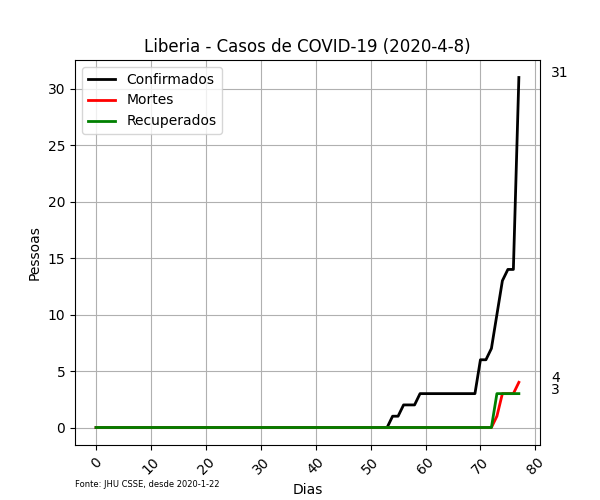 Liberia - Casos de COVID-19 (2020-4-8)
Confirmados
Mortes
Recuperados
31
4
3
30
25
20
15
10
5
0
Pessoas
0 10 20 30 40 50 60 70 80
Fonte: JHU CSSE, desde 2020-1-22
Dias